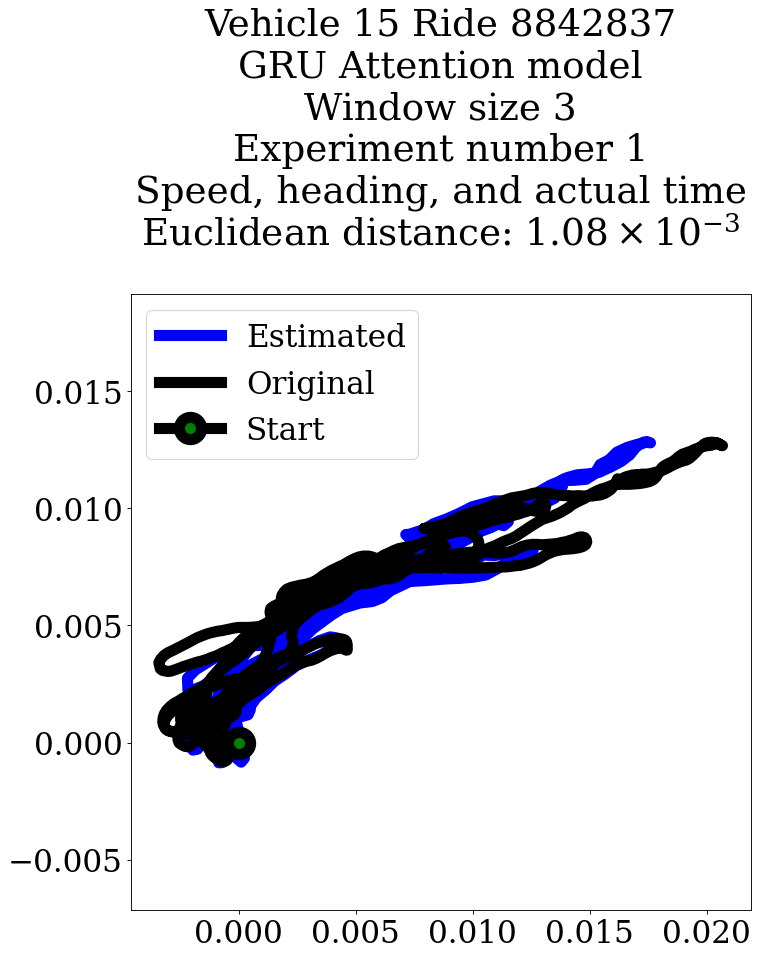 Vehicle 15 Ride 8842837
GRU Attention model
Window size 3
Experiment number 1
Speed, heading, and actual time
Euclidean distance: 1.08 × 10⁻³
Estimated
Original
Start
0.015
0.010
0.005
0.000
−0.005
0.000 0.005 0.010 0.015 0.020